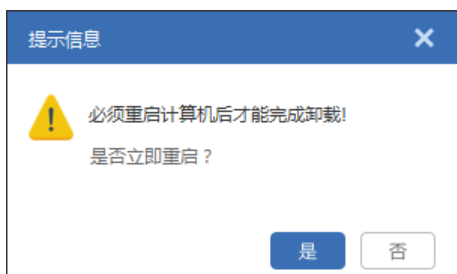 提示信息
必须重启计算机后才能完成卸载!
是否立即重启？
是
否